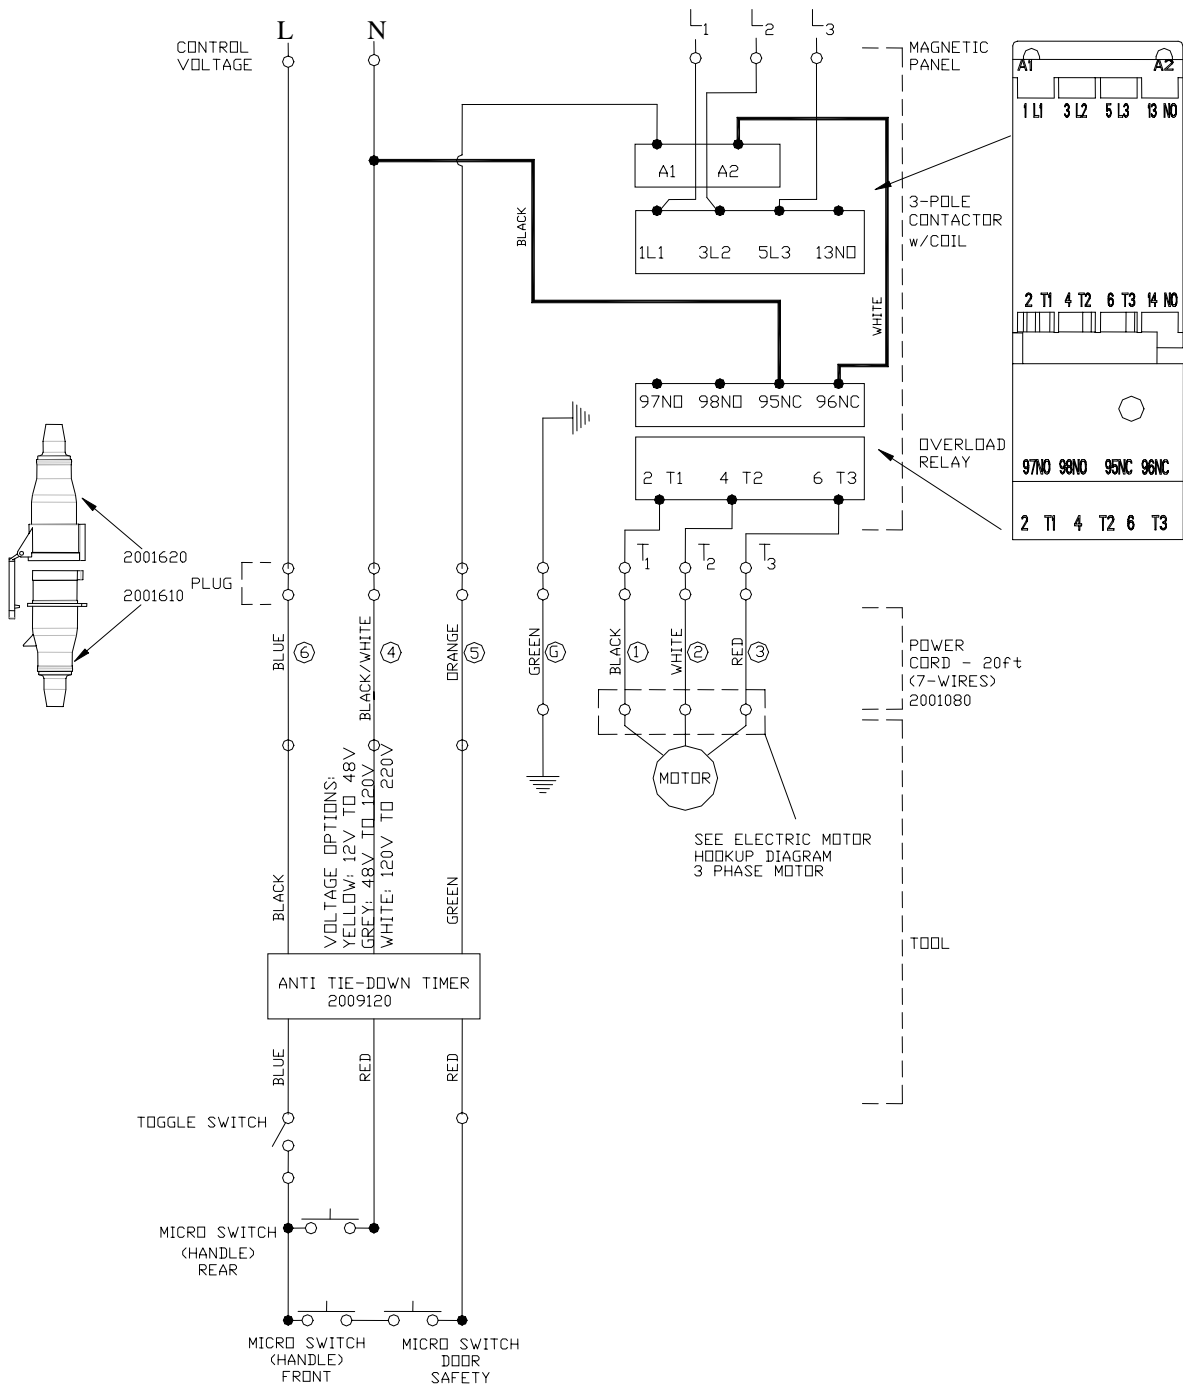 L
N
L1
L2
L3
CONTROL
VOLTAGE
MAGNETIC
PANEL
A1
A2
1 L1
3 L2
5 L3
13 NO
A1
A2
3-POLE
CONTACTOR
w/COIL
BLACK
1L1
3L2
5L3
13NO
WHITE
2 T1
4 T2
6 T3
14 NO
97NO
98NO
95NC
96NC
OVERLOAD
RELAY
2 T1
4 T2
6 T3
97NO
98NO
95NC
96NC
2 T1
4 T2
6 T3
T1
T2
T3
2001620
PLUG
2001610
BLUE
6
BLACK/WHITE
4
ORANGE
5
GREEN
G
BLACK
1
WHITE
2
RED
3
POWER
CORD - 20ft
(7-WIRES)
2001080
VOLTAGE OPTIONS:
YELLOW: 12V TO 48V
GREY: 48V TO 120V
WHITE: 120V TO 220V
MOTOR
SEE ELECTRIC MOTOR
HOOKUP DIAGRAM
3 PHASE MOTOR
BLACK
GREEN
TOOL
ANTI TIE-DOWN TIMER
2009120
BLUE
RED
RED
TOGGLE SWITCH
MICRO SWITCH
(HANDLE)
REAR
MICRO SWITCH
(HANDLE)
FRONT
MICRO SWITCH
DOOR
SAFETY